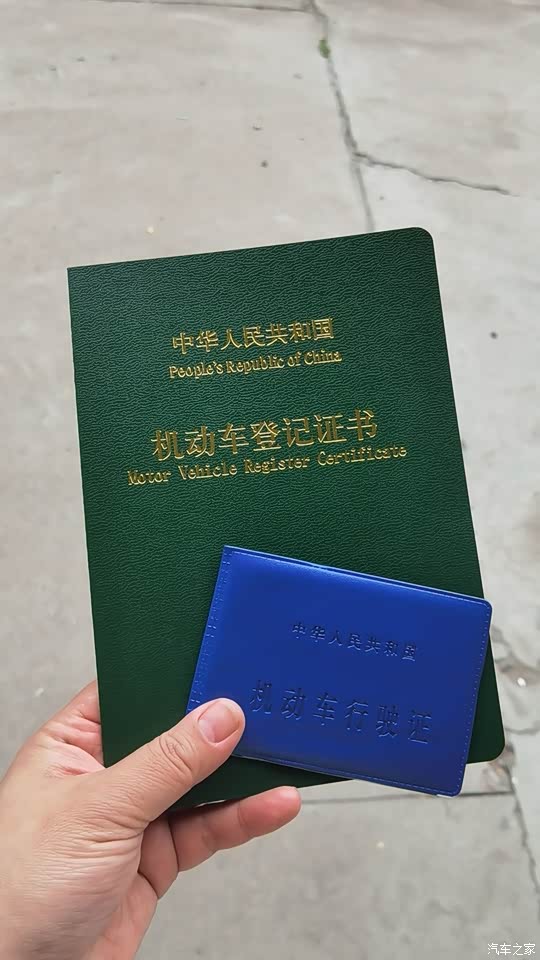 中华人民共和国
People's Republic of China
机动车登记证书
Motor Vehicle Register Certificate
中华人民共和国
机动车行驶证
汽车之家